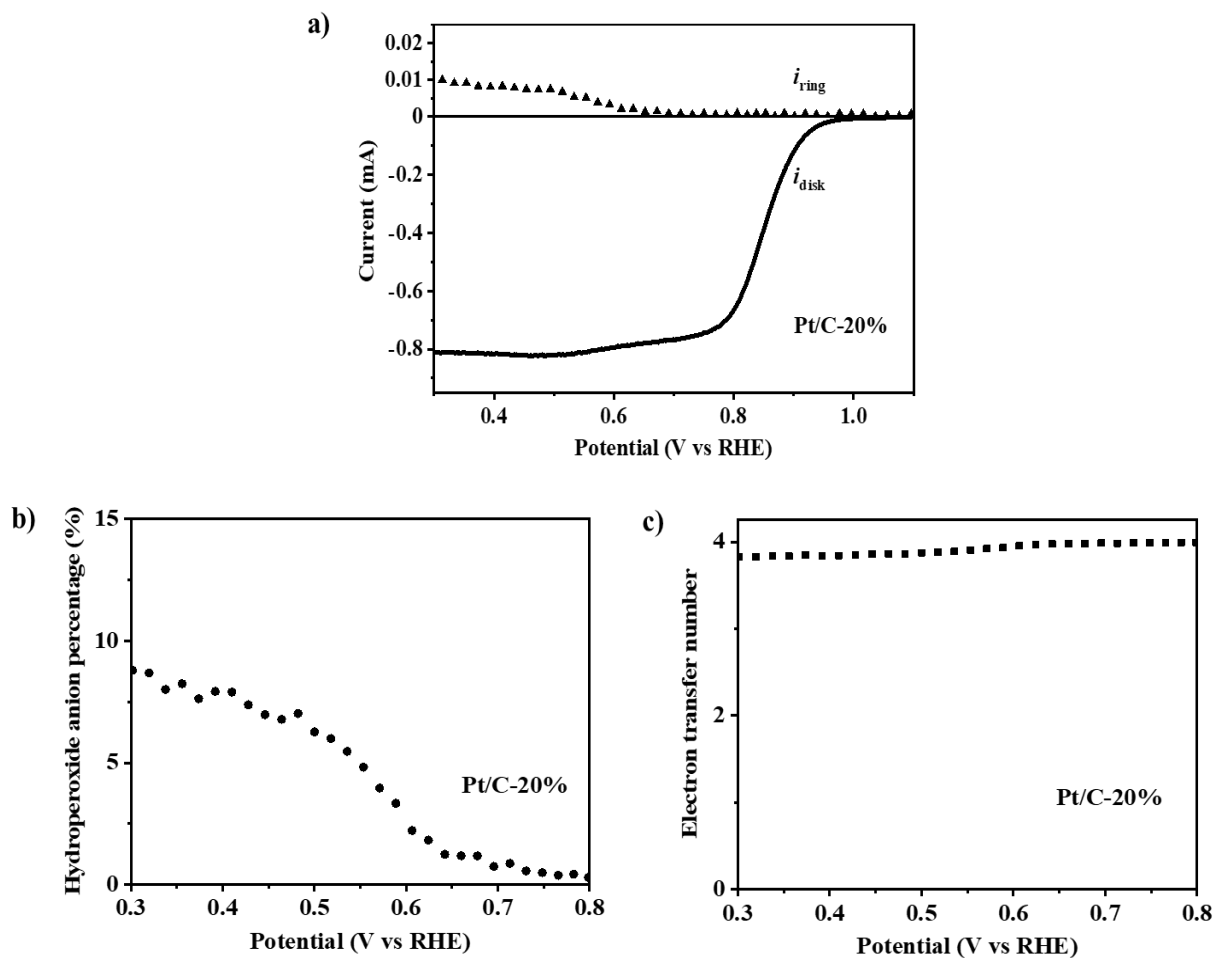 a)
0.02
0.01
0
-0.2
-0.4
-0.6
-0.8
Current (mA)
i ring
i disk
Pt/C-20%
0.4 0.6 0.8 1.0
Potential (V vs RHE)
b)
15
10
5
0
Hydroperoxide anion percentage (%)
Pt/C-20%
0.3 0.4 0.5 0.6 0.7 0.8
Potential (V vs RHE)
c)
4
2
0
Electron transfer number
Pt/C-20%
0.3 0.4 0.5 0.6 0.7 0.8
Potential (V vs RHE)